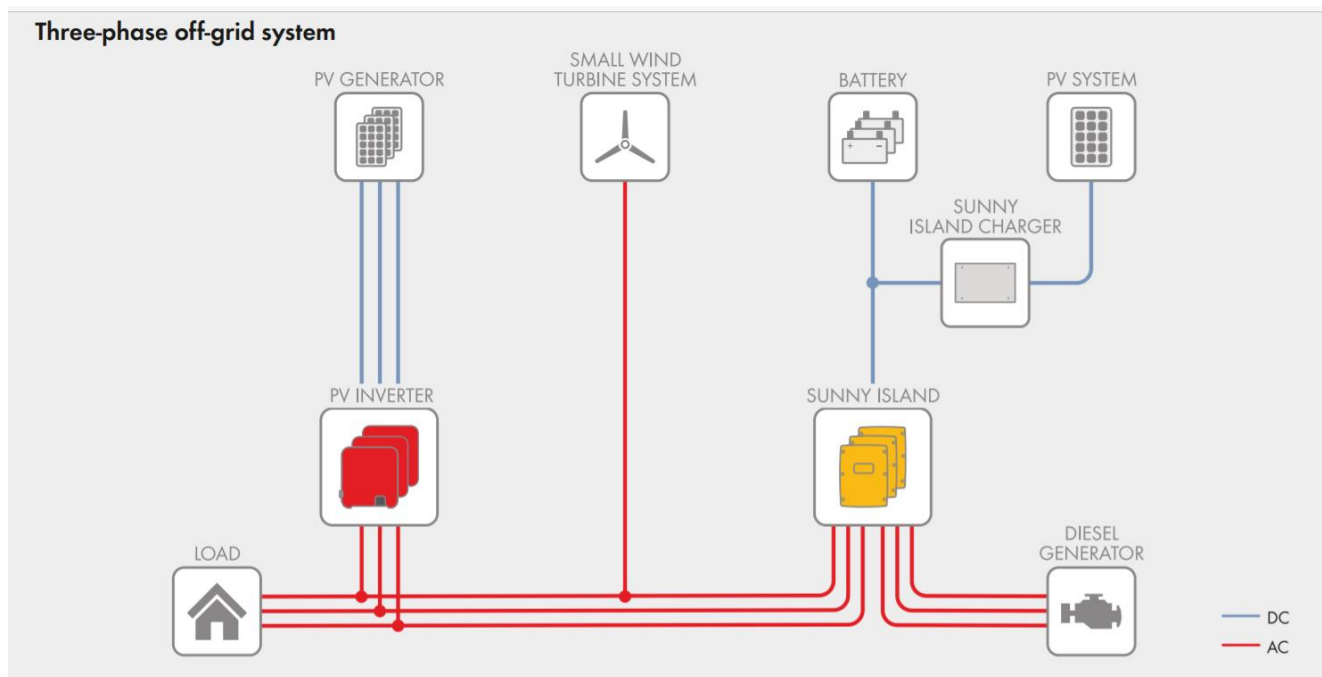 Three-phase off-grid system
PV GENERATOR
SMALL WIND
TURBINE SYSTEM
BATTERY
PV SYSTEM
SUNNY
ISLAND CHARGER
PV INVERTER
SUNNY ISLAND
LOAD
DIESEL
GENERATOR
DC
AC